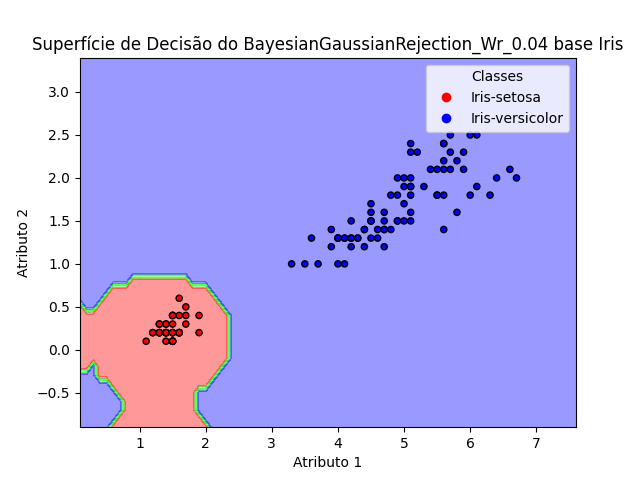 Superfície de Decisão do BayesianGaussianRejection_Wr_0.04 base Iris
Classes
Iris-setosa
Iris-versicolor
3.0
2.5
2.0
1.5
1.0
0.5
0.0
−0.5
Atributo 2
1 2 3 4 5 6 7
Atributo 1